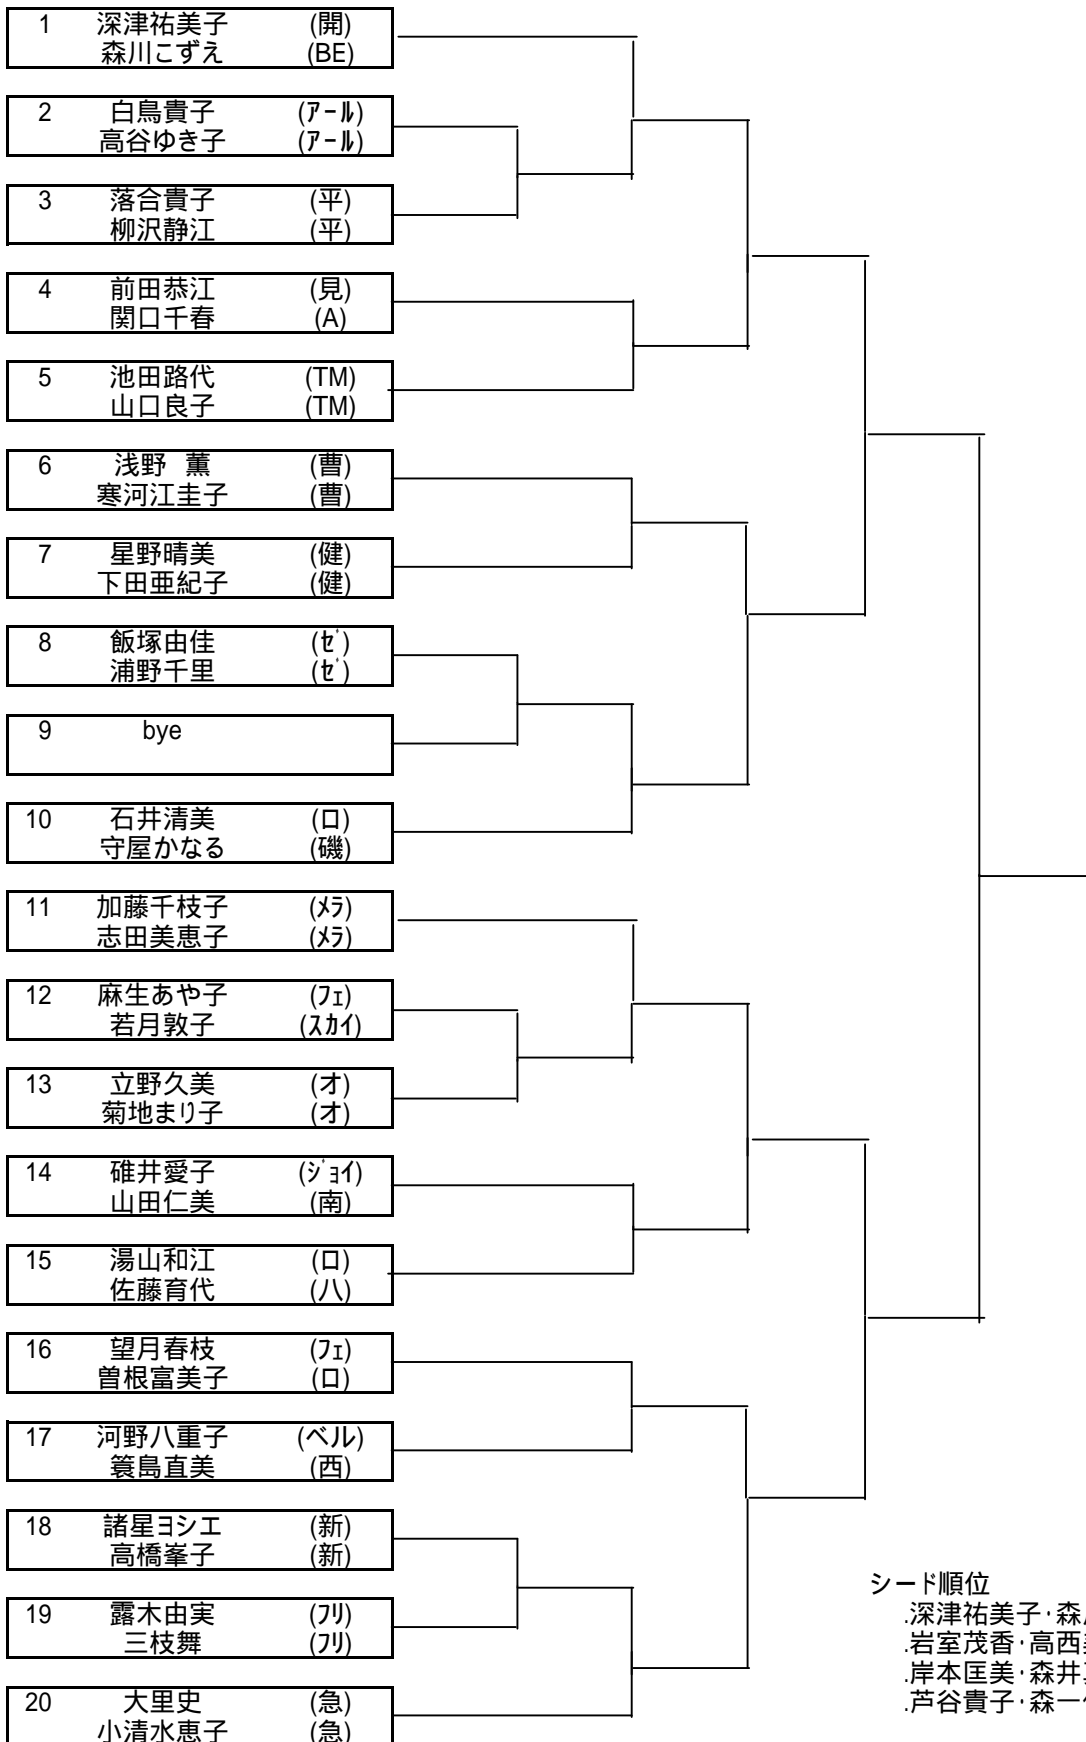 1 深津祐美子 (開)
森川こずえ (BE)
2 白鳥貴子 (ｱｰﾙ)
高谷ゆき子 (ｱｰﾙ)
3 落合貴子 (平)
柳沢静江 (平)
4 前田恭江 (見)
関口千春 (A)
5 池田路代 (TM)
山口良子 (TM)
6 浅野 薫 (曹)
寒河江圭子 (曹)
7 星野晴美 (健)
下田亜紀子 (健)
8 飯塚由佳 (ｾﾞ)
浦野千里 (ｾﾞ)
9 bye
10 石井清美 (ロ)
守屋かなる (磯)
11 加藤千枝子 (ﾒﾗ)
志田美恵子 (ﾒﾗ)
12 麻生あや子 (ﾌｪ)
若月敦子 (ｽｶｲ)
13 立野久美 (オ)
菊地まり子 (オ)
14 碓井愛子 (ｼﾞｮｲ)
山田仁美 (南)
15 湯山和江 (ロ)
佐藤育代 (八)
16 望月春枝 (ﾌｪ)
曽根富美子 (ロ)
17 河野八重子 (ベル)
簑島直美 (西)
18 諸星ヨシエ (新)
高橋峯子 (新)
19 露木由実 (ﾌﾘ)
三枝舞 (ﾌﾘ)
20 大里史 (急)
小清水恵子 (急)
シード順位
.深津祐美子・森
.岩室茂香・高西
.岸本匡美・森井
.芦谷貴子・森一